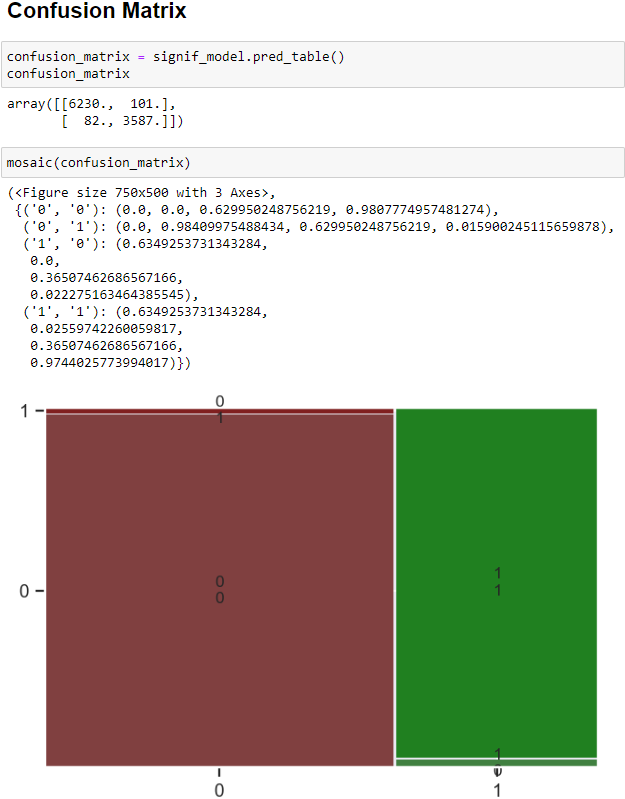 Confusion Matrix
confusion_matrix = signif_model.pred_table()
confusion_matrix
array([[6230.,  101.],
       [  82., 3587.]])
mosaic(confusion_matrix)
(<Figure size 750x500 with 3 Axes>,
 {('0', '0'): (0.0, 0.0, 0.629950248756219, 0.9807774957481274),
  ('0', '1'): (0.0, 0.98409975488434, 0.629950248756219, 0.015900245115659878),
  ('1', '0'): (0.6349253731343284,
   0.0,
   0.36507462686567166,
   0.022275163464385545),
  ('1', '1'): (0.6349253731343284,
   0.02559742260059817,
   0.36507462686567166,
   0.9744025773994017)})
0
1
1
0
0
0
1
1
1
0
0
1